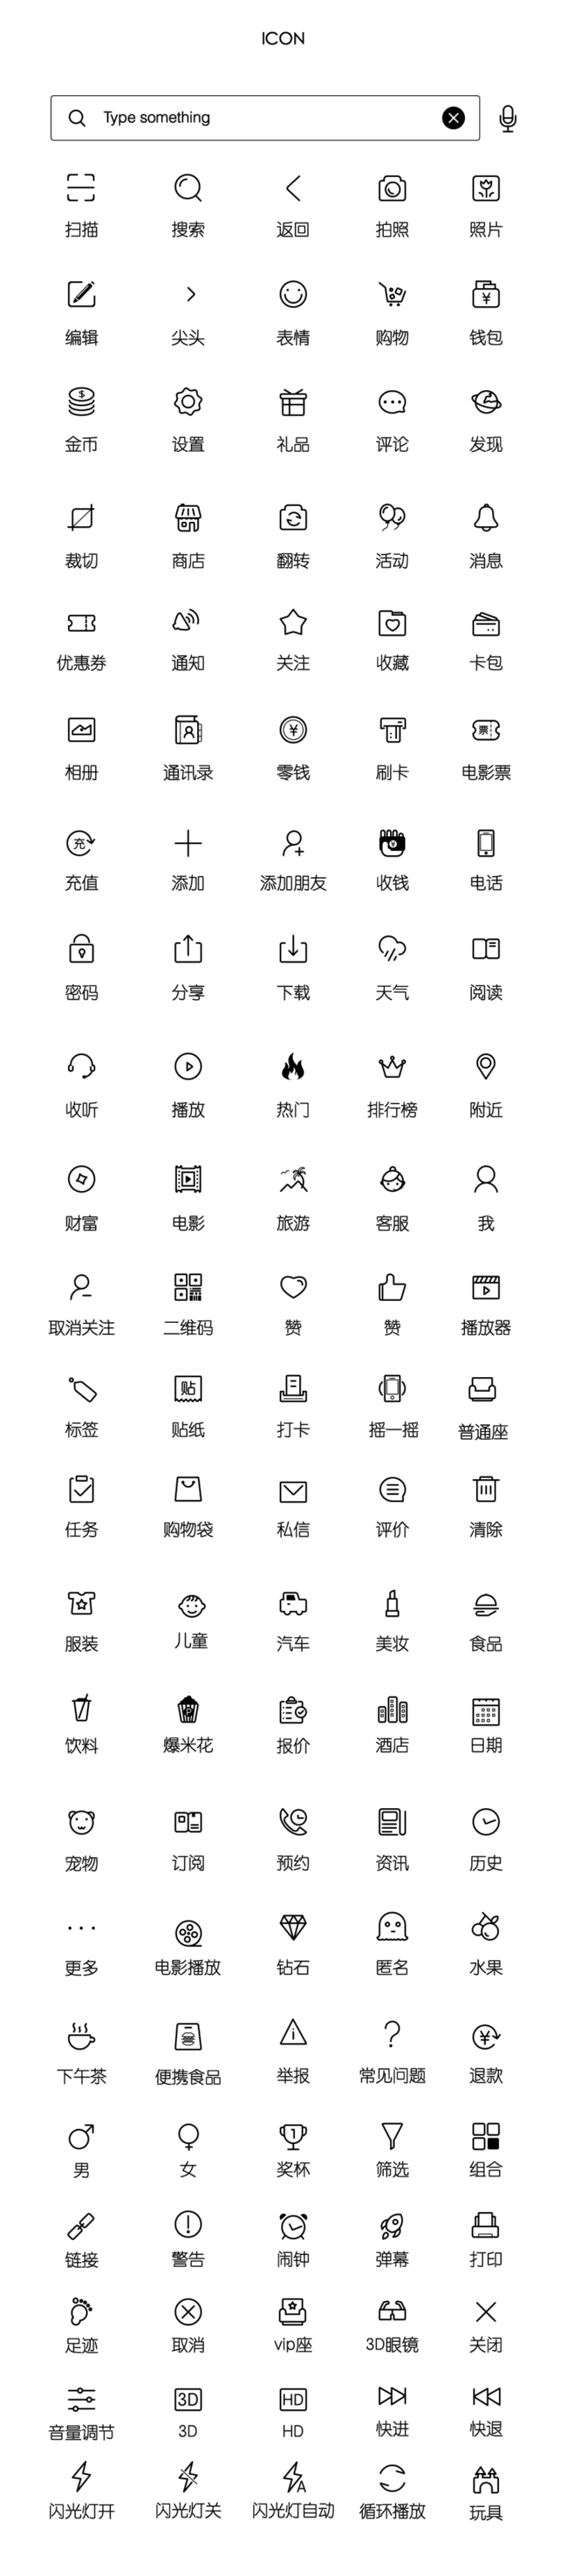 ICON
Type something
扫描 搜索 返回 拍照 照片
编辑 尖头 表情 购物 钱包
金币 设置 礼品 评论 发现
裁切 商店 翻转 活动 消息
优惠券 通知 关注 收藏 卡包
票
相册 通讯录 零钱 刷卡 电影票
充
充值 添加 添加朋友 收钱 电话
密码 分享 下载 天气 阅读
收听 播放 热门 排行榜 附近
财富 电影 旅游 客服 我
取消关注 二维码 赞 赞 播放器
贴
标签 贴纸 打卡 摇一摇 普通座
任务 购物袋 私信 评价 清除
服装 儿童 汽车 美妆 食品
饮料 爆米花 报价 酒店 日期
宠物 订阅 预约 资讯 历史
更多 电影播放 钻石 匿名 水果
下午茶 便携食品 举报 常见问题 退款
1
男 女 奖杯 筛选 组合
链接 警告 闹钟 弹幕 打印
足迹 取消 vip座 3D眼镜 关闭
3D HD
音量调节 3D HD 快进 快退
A
闪光灯开 闪光灯关 闪光灯自动 循环播放 玩具